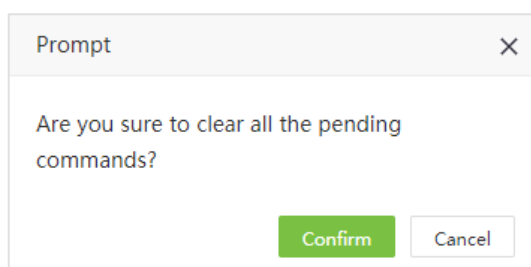 Prompt
Are you sure to clear all the pending
commands?
Confirm Cancel